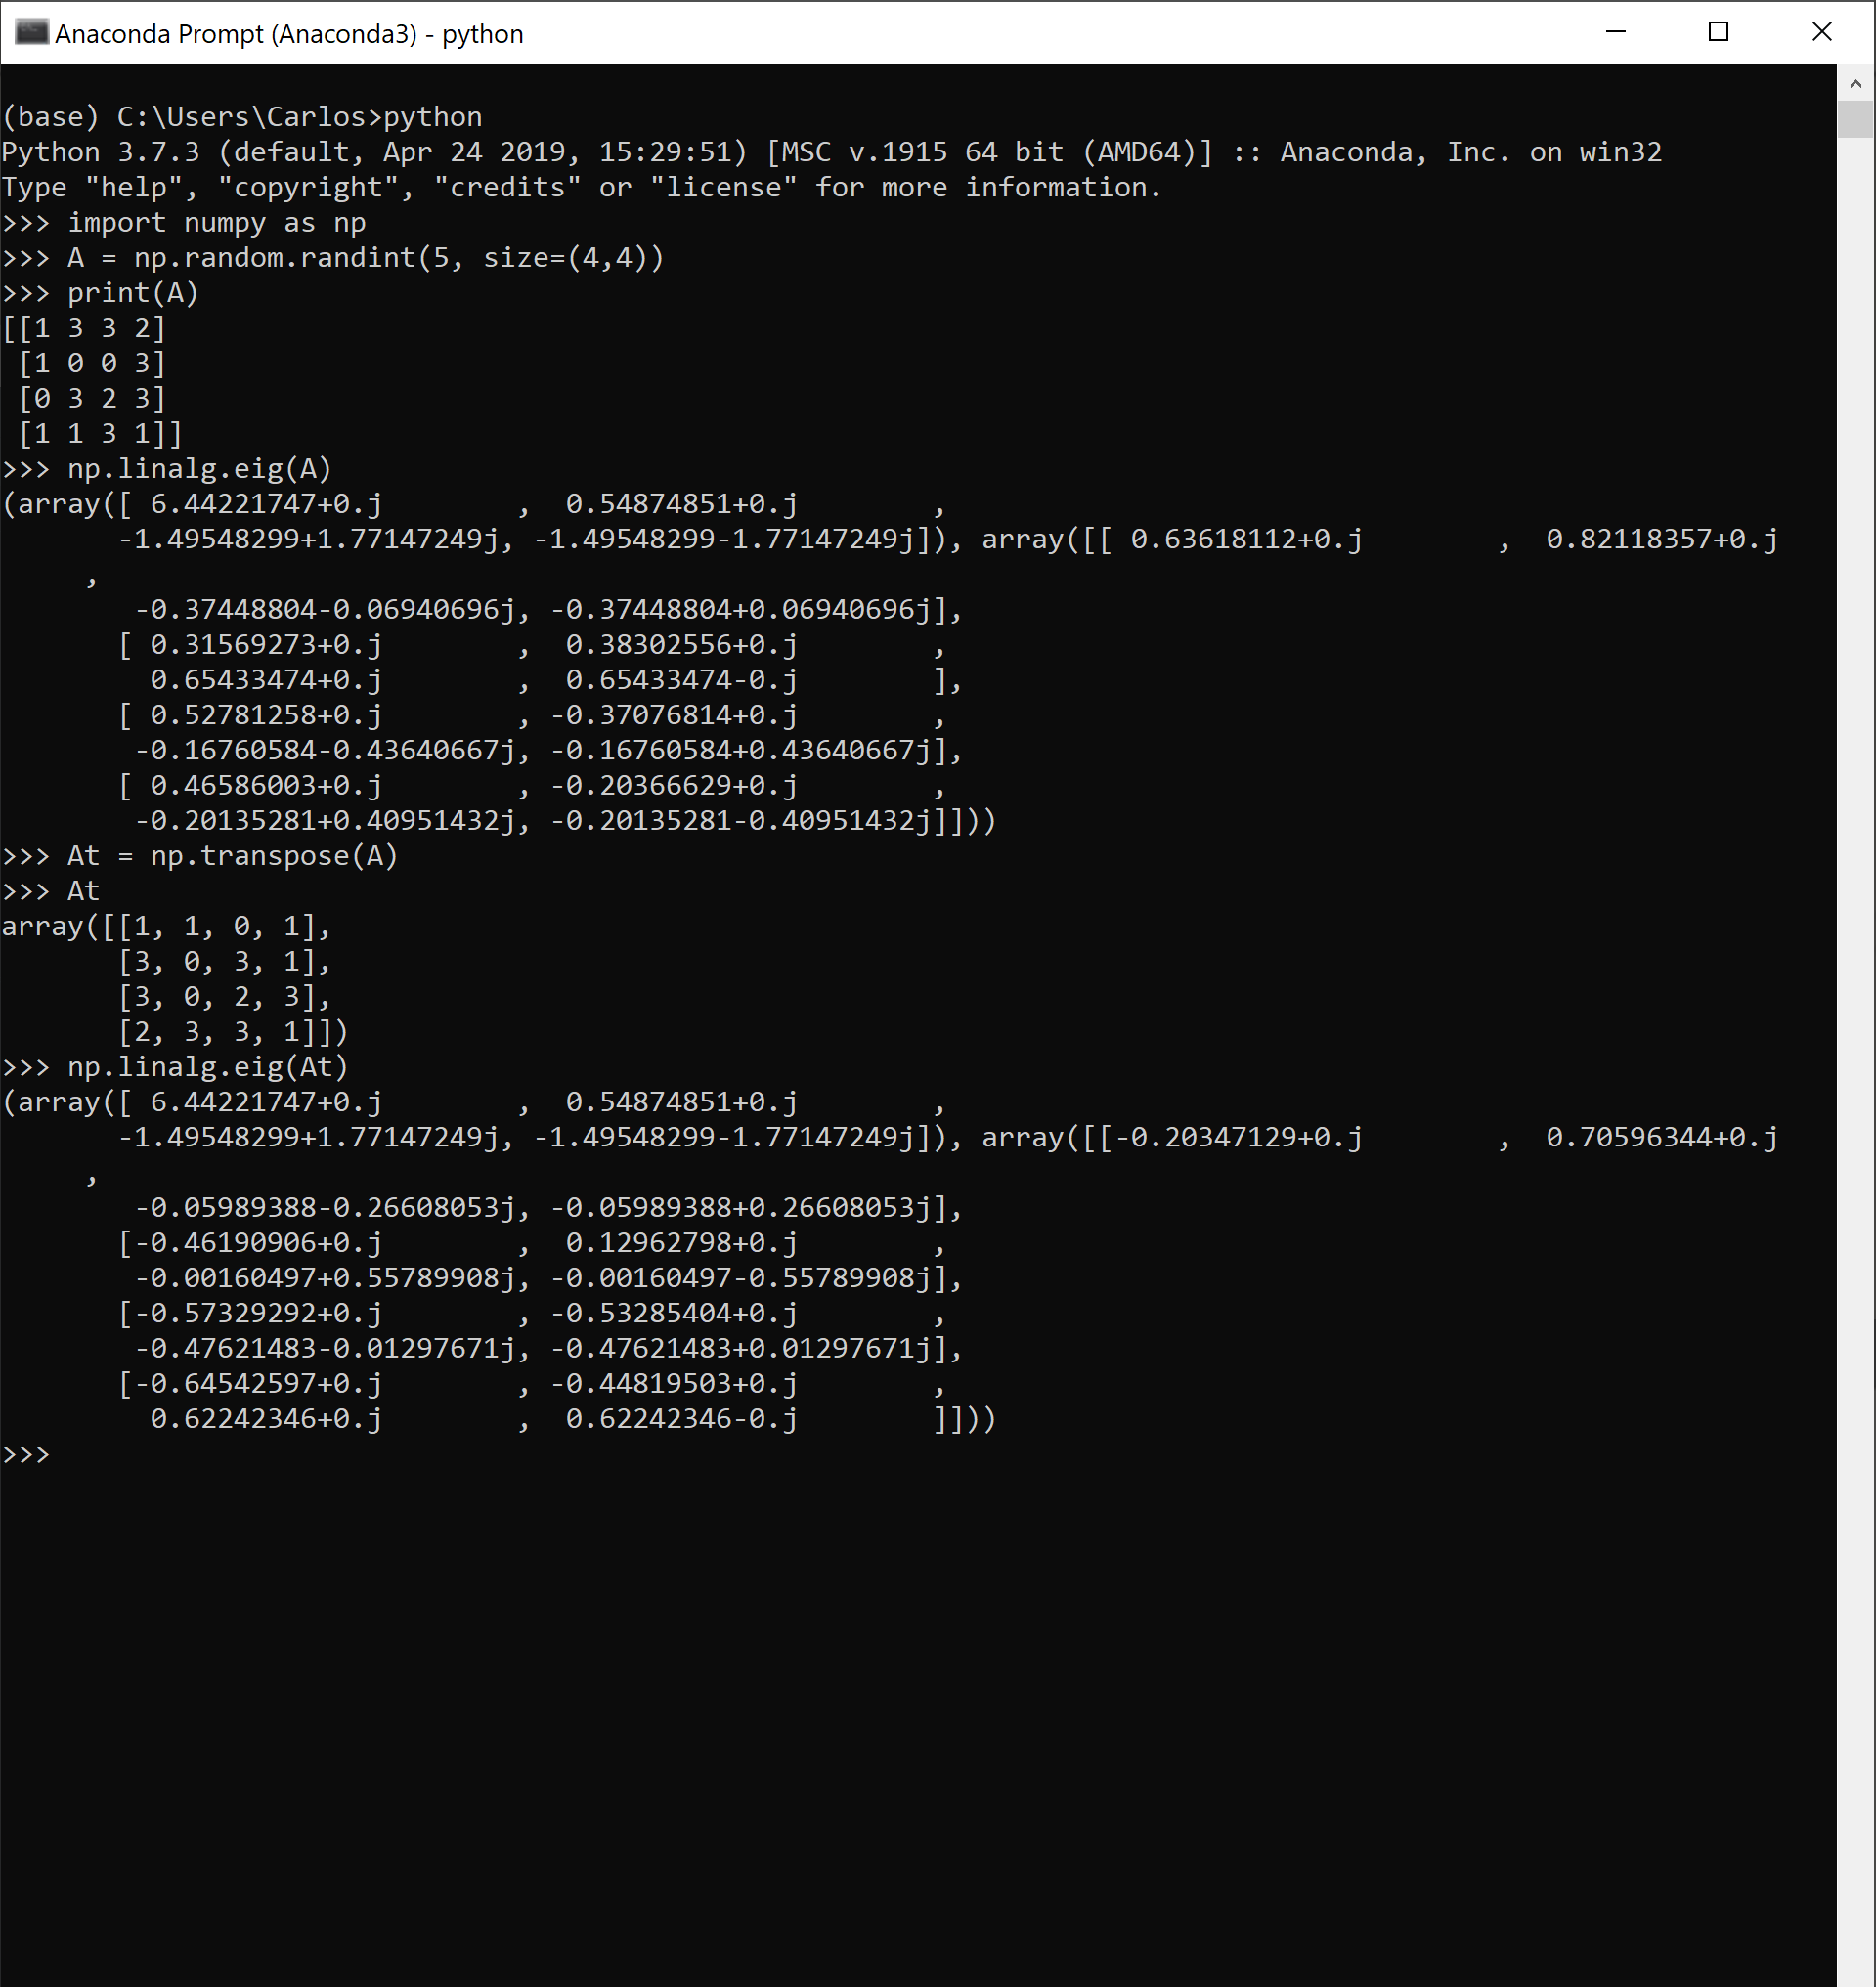 Anaconda Prompt (Anaconda3) - python
(base) C:\Users\Carlos>python
Python 3.7.3 (default, Apr 24 2019, 15:29:51) [MSC v.1915 64 bit (AMD64)] :: Anaconda, Inc. on win32
Type "help", "copyright", "credits" or "license" for more information.
>>> import numpy as np
>>> A = np.random.randint(5, size=(4,4))
>>> print(A)
[[1 3 3 2]
 [1 0 0 3]
 [0 3 2 3]
 [1 1 3 1]]
>>> np.linalg.eig(A)
(array([ 6.44221747+0.j        ,  0.54874851+0.j        ,
       -1.49548299+1.77147249j, -1.49548299-1.77147249j]), array([[ 0.63618112+0.j        ,  0.82118357+0.j
     ,
        -0.37448804-0.06940696j, -0.37448804+0.06940696j],
       [ 0.31569273+0.j        ,  0.38302556+0.j        ,
         0.65433474+0.j        ,  0.65433474-0.j        ],
       [ 0.52781258+0.j        , -0.37076814+0.j        ,
        -0.16760584-0.43640667j, -0.16760584+0.43640667j],
       [ 0.46586003+0.j        , -0.20366629+0.j        ,
        -0.20135281+0.40951432j, -0.20135281-0.40951432j]]))
>>> At = np.transpose(A)
>>> At
array([[1, 1, 0, 1],
       [3, 0, 3, 1],
       [3, 0, 2, 3],
       [2, 3, 3, 1]])
>>> np.linalg.eig(At)
(array([ 6.44221747+0.j        ,  0.54874851+0.j        ,
       -1.49548299+1.77147249j, -1.49548299-1.77147249j]), array([[-0.20347129+0.j        ,  0.70596344+0.j
     ,
        -0.05989388-0.26608053j, -0.05989388+0.26608053j],
       [-0.46190906+0.j        ,  0.12962798+0.j        ,
        -0.00160497+0.55789908j, -0.00160497-0.55789908j],
       [-0.57329292+0.j        , -0.53285404+0.j        ,
        -0.47621483-0.01297671j, -0.47621483+0.01297671j],
       [-0.64542597+0.j        , -0.44819503+0.j        ,
         0.62242346+0.j        ,  0.62242346-0.j        ]]))
>>>